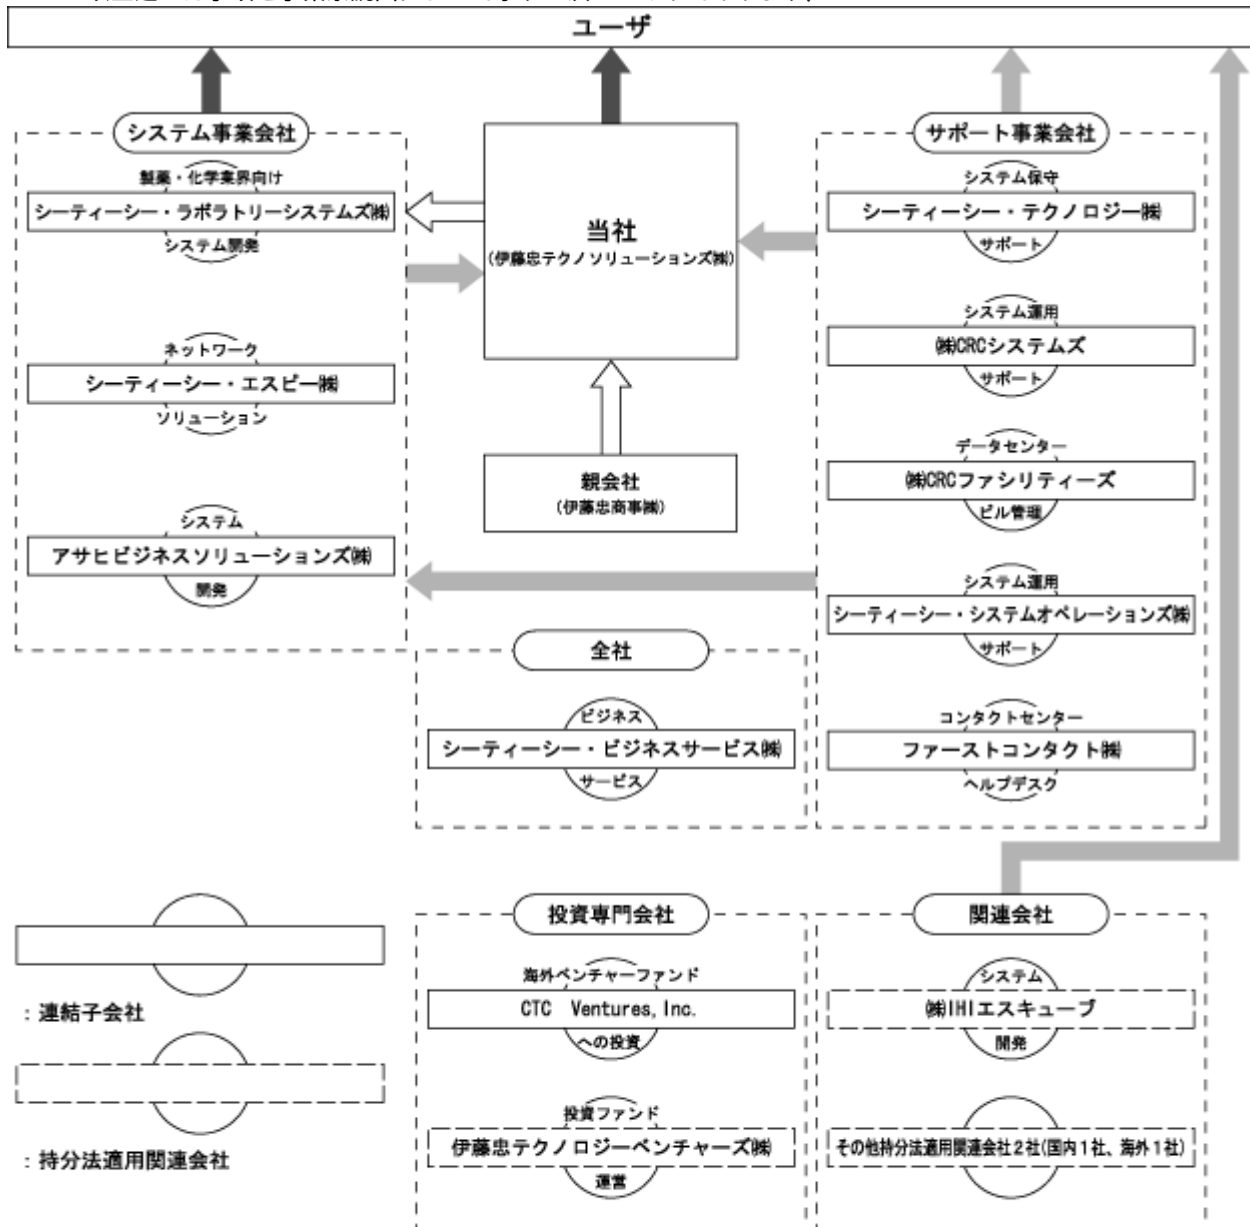 ユーザ
システム事業会社
製薬・化学業界向け
シーティーシー・ラボラトリーシステムズ㈱
システム開発
ネットワーク
シーティーシー・エスピー㈱
ソリューション
システム
アサヒビジネスソリューションズ㈱
開発
当社
(伊藤忠テクノソリューションズ㈱)
親会社
(伊藤忠商事㈱)
サポート事業会社
システム保守
シーティーシー・テクノロジー㈱
サポート
システム運用
㈱CRCシステムズ
サポート
データセンター
㈱CRCファシリティーズ
ビル管理
システム運用
シーティーシー・システムオペレーションズ㈱
サポート
コンタクトセンター
ファーストコンタクト㈱
ヘルプデスク
全社
ビジネス
シーティーシー・ビジネスサービス㈱
サービス
：連結子会社
：持分法適用関連会社
投資専門会社
海外ベンチャーファンド
CTC Ventures, Inc.
への投資
投資ファンド
伊藤忠テクノロジーベンチャーズ㈱
運営
関連会社
システム
㈱IHIエスキューブ
開発
その他持分法適用関連会社２社(国内１社、海外１社)